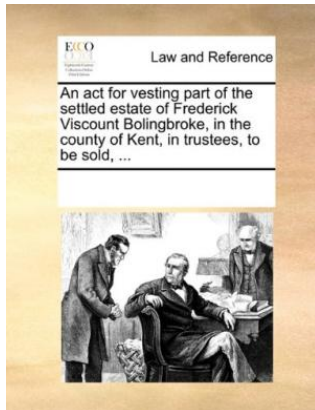 ECCO
Law and Reference
An act for vesting part of the
settled estate of Frederick
Viscount Bolingbroke, in the
county of Kent, in trustees, to
be sold, ...